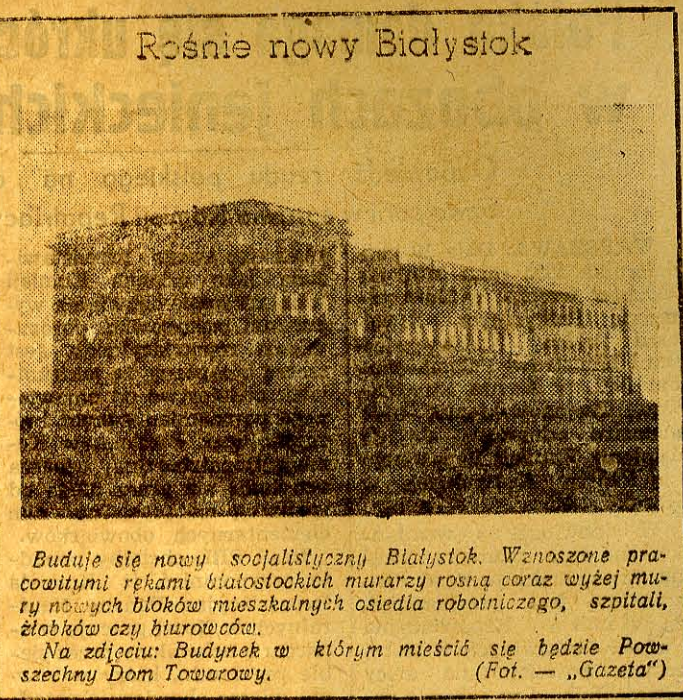 Rośnie nowy Białystok
Buduje się nowy socjalistyczny Białystok. Wznoszone pra-
cowitymi rękami białostockich murarzy rosną coraz wyżej mu-
ry nowych bloków mieszkalnych osiedla robotniczego, szpitali,
żłobków czy biurowców.
Na zdjęciu: Budynek w którym mieścić się będzie Pow-
szechny Dom Towarowy. (Fot. — „Gazeta")